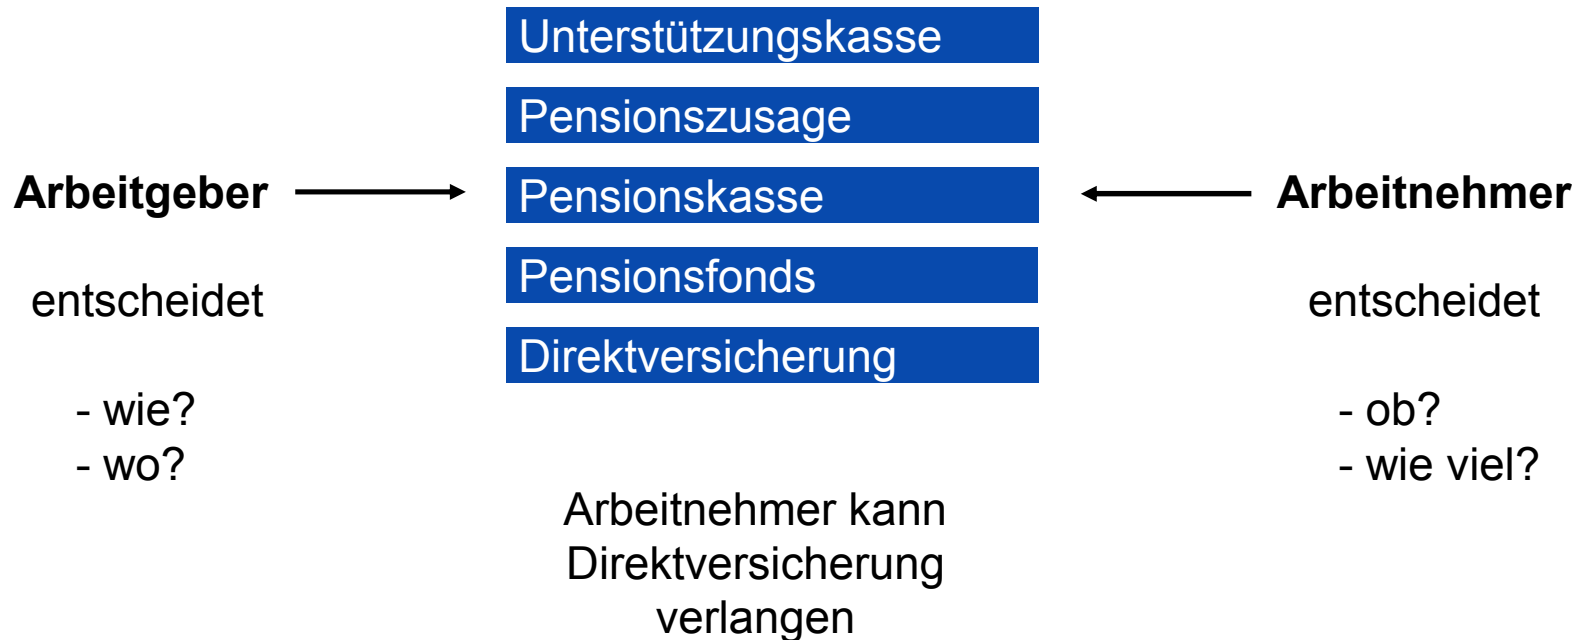 Unterstützungskasse
Pensionszusage
Pensionskasse
Pensionsfonds
Direktversicherung
Arbeitgeber
entscheidet
- wie?
- wo?
Arbeitnehmer
entscheidet
- ob?
- wie viel?
Arbeitnehmer kann
Direktversicherung
verlangen